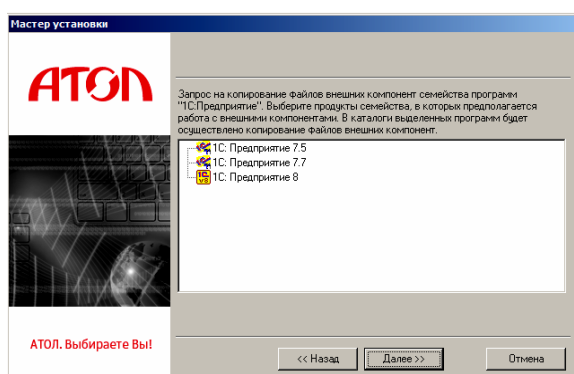 Мастер установки
АТОЛ
Запрос на копирование файлов внешних компонент семейства программ
"1С:Предприятие". Выберите продукты семейства, в которых предполагается
работа с внешними компонентами. В каталоги выделенных программ будет
осуществлено копирование файлов внешних компонент.
1С: Предприятие 7.5
1С: Предприятие 7.7
1С: Предприятие 8
АТОЛ. Выбираете Вы!
<< Назад
Далее >>
Отмена